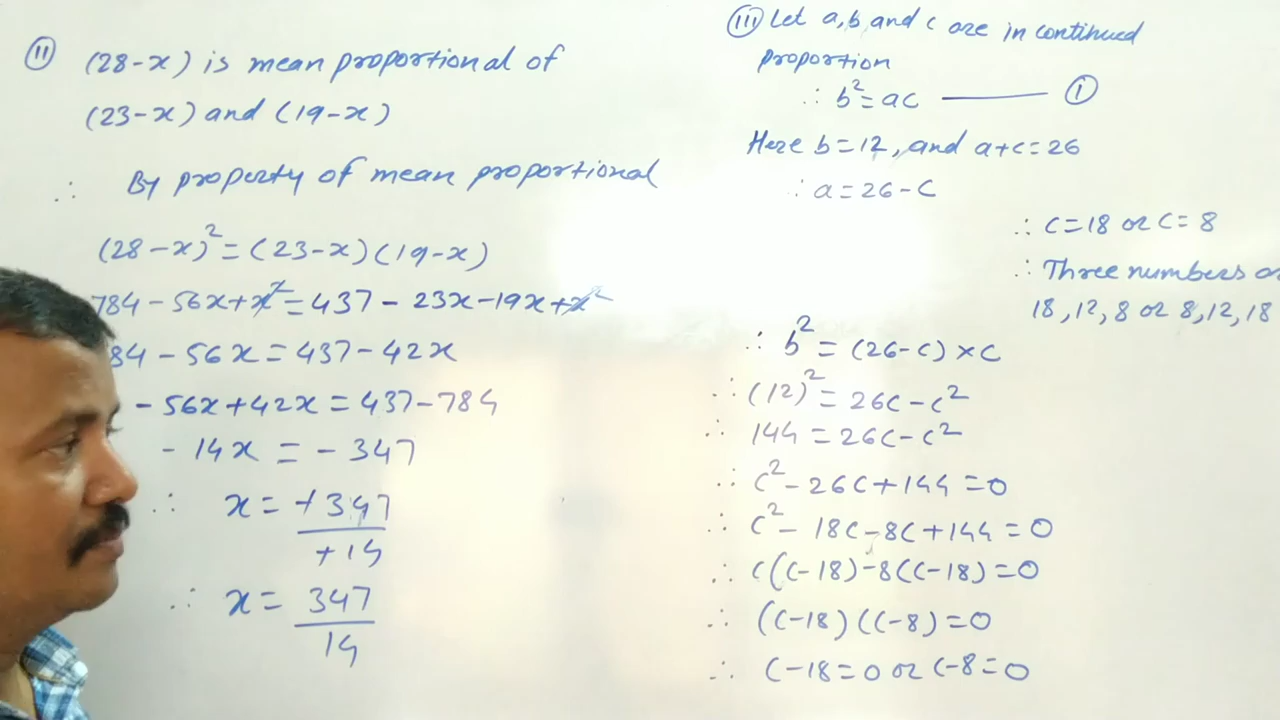 (II) (28-x) is mean proportional of
(23-x) and (19-x)
∴ By property of mean proportional
(28-x)² = (23-x)(19-x)
784 - 56x + x² = 437 - 23x - 19x + x²
84 - 56x = 437 - 42x
- 56x + 42x = 437 - 784
- 14x = - 347
∴ x = +347
+14
∴ x = 347
14
(III) Let a, b, and c are in continued
proportion
∴ b² = ac ——— (1)
Here b = 12, and a+c = 26
∴ a = 26 - c
∴ b² = (26-c) × c
∴ (12)² = 26c - c²
∴ 144 = 26c - c²
∴ c² - 26c + 144 = 0
∴ c² - 18c - 8c + 144 = 0
∴ c(c-18) - 8(c-18) = 0
∴ (c-18)(c-8) = 0
∴ c-18 = 0 or c-8 = 0
∴ c = 18 or c = 8
∴ Three numbers
18, 12, 8 or 8, 12, 18